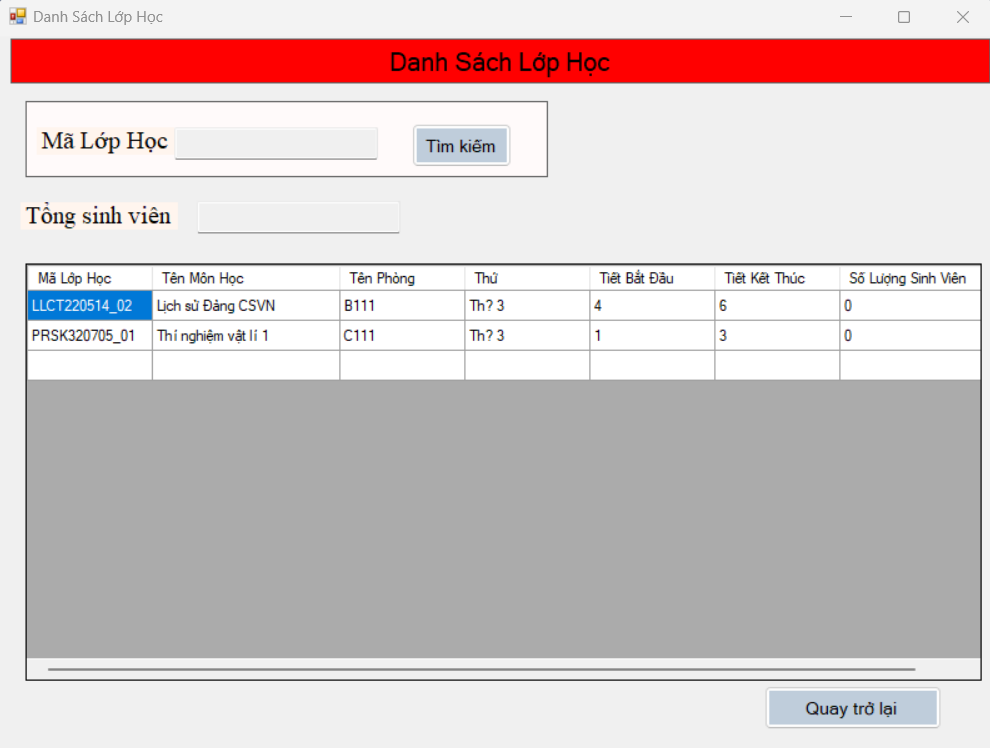 Danh Sách Lớp Học
Danh Sách Lớp Học
Mã Lớp Học
Tìm kiếm
Tổng sinh viên
Mã Lớp Học Tên Môn Học Tên Phòng Thứ Tiết Bắt Đầu Tiết Kết Thúc Số Lượng Sinh Viên
LLCT220514_02 Lịch sử Đảng CSVN B111 Th? 3 4 6 0
PRSK320705_01 Thí nghiệm vật lí 1 C111 Th? 3 1 3 0
Quay trở lại